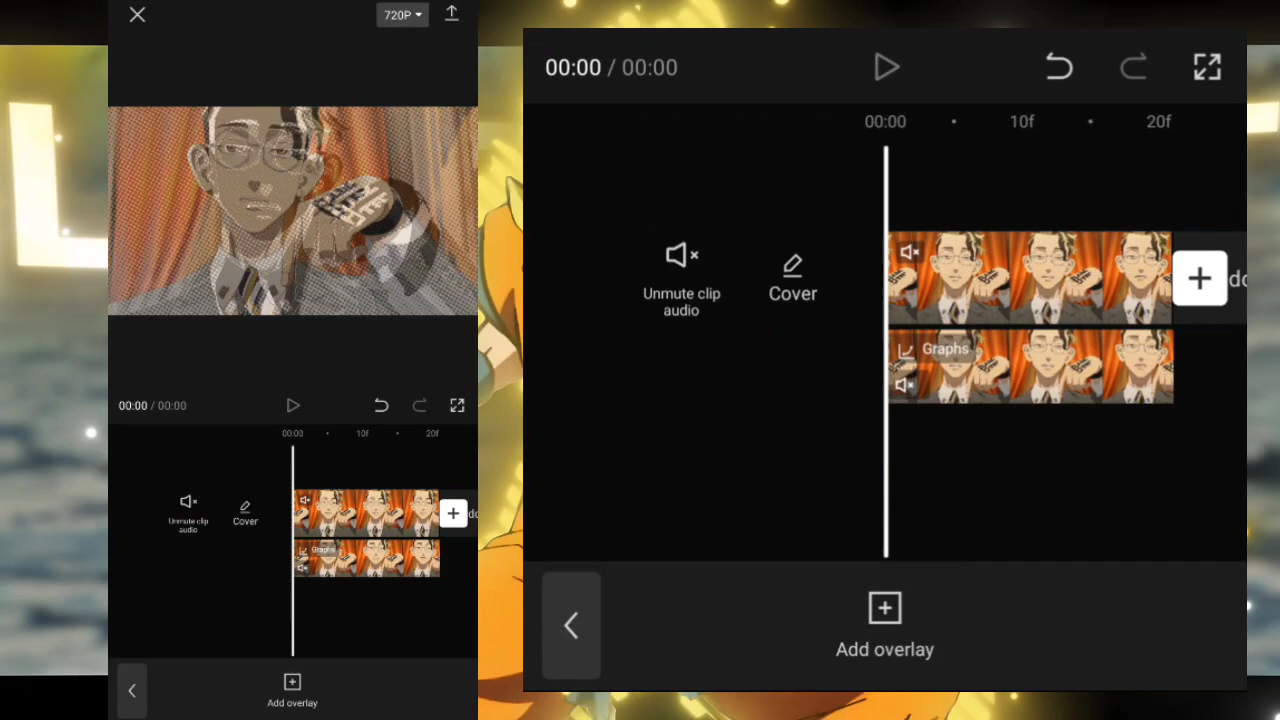 720P
00:00 / 00:00
00:00
10f
20f
Unmute clip
audio
Cover
Graphs
Add overlay
00:00 / 00:00
00:00
10f
20f
Unmute clip
audio
Cover
Graphs
Add overlay